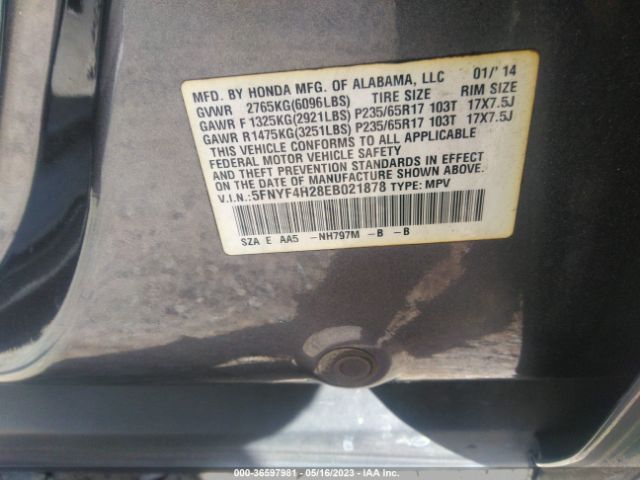 MFD. BY HONDA MFG. OF ALABAMA, LLC 01/'14
GVWR 2765KG(6096LBS) TIRE SIZE RIM SIZE
GAWR F 1325KG(2921LBS) P235/65R17 103T 17X7.5J
GAWR R1475KG(3251LBS) P235/65R17 103T 17X7.5J
THIS VEHICLE CONFORMS TO ALL APPLICABLE
FEDERAL MOTOR VEHICLE SAFETY
AND THEFT PREVENTION STANDARDS IN EFFECT
ON THE DATE OF MANUFACTURE SHOWN ABOVE.
V.I.N.:5FNYF4H28EB021878 TYPE: MPV
SZA E AA5 -NH797M -B -B
000-36597981 - 05/16/2023 - IAA Inc.